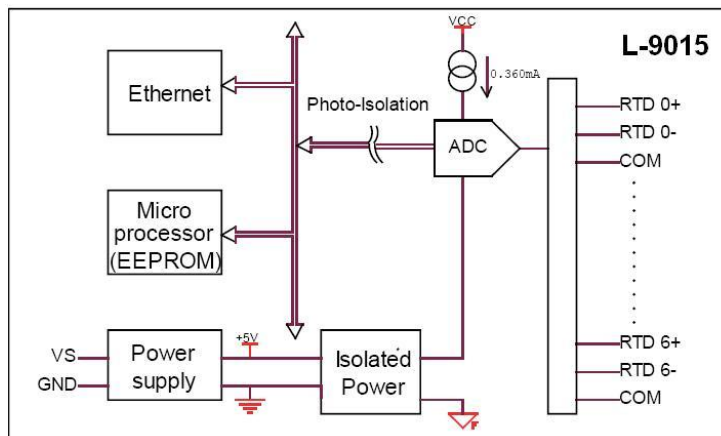 VCC
L-9015
0.360mA
Ethernet
Photo-Isolation
ADC
RTD 0+
RTD 0-
COM
Micro
processor
(EEPROM)
+5V
VS
GND
Power
supply
Isolated
Power
F
RTD 6+
RTD 6-
COM